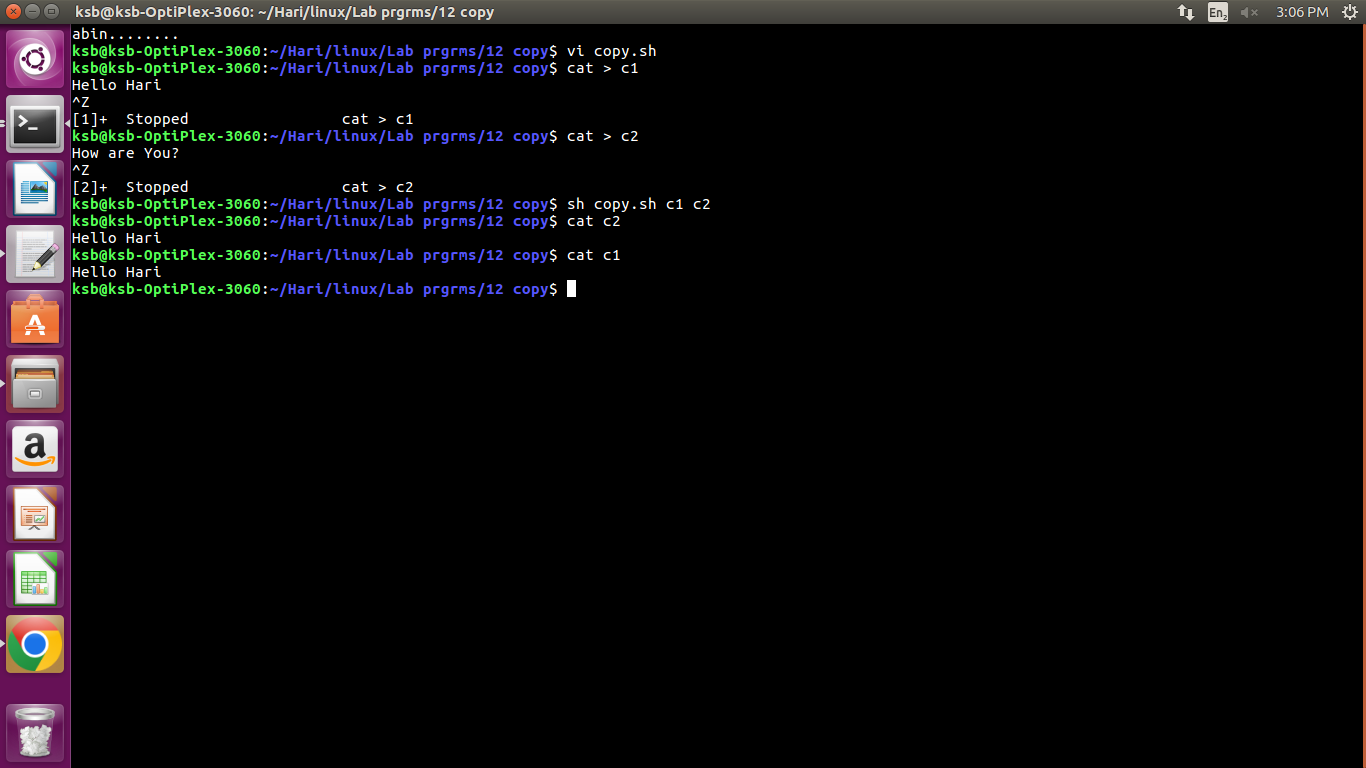 ksb@ksb-OptiPlex-3060: ~/Hari/linux/Lab prgrms/12 copy
En2
3:06 PM
abin........
ksb@ksb-OptiPlex-3060:~/Hari/linux/Lab prgrms/12 copy$ vi copy.sh
ksb@ksb-OptiPlex-3060:~/Hari/linux/Lab prgrms/12 copy$ cat > c1
Hello Hari
^Z
[1]+  Stopped                 cat > c1
ksb@ksb-OptiPlex-3060:~/Hari/linux/Lab prgrms/12 copy$ cat > c2
How are You?
^Z
[2]+  Stopped                 cat > c2
ksb@ksb-OptiPlex-3060:~/Hari/linux/Lab prgrms/12 copy$ sh copy.sh c1 c2
ksb@ksb-OptiPlex-3060:~/Hari/linux/Lab prgrms/12 copy$ cat c2
Hello Hari
ksb@ksb-OptiPlex-3060:~/Hari/linux/Lab prgrms/12 copy$ cat c1
Hello Hari
ksb@ksb-OptiPlex-3060:~/Hari/linux/Lab prgrms/12 copy$